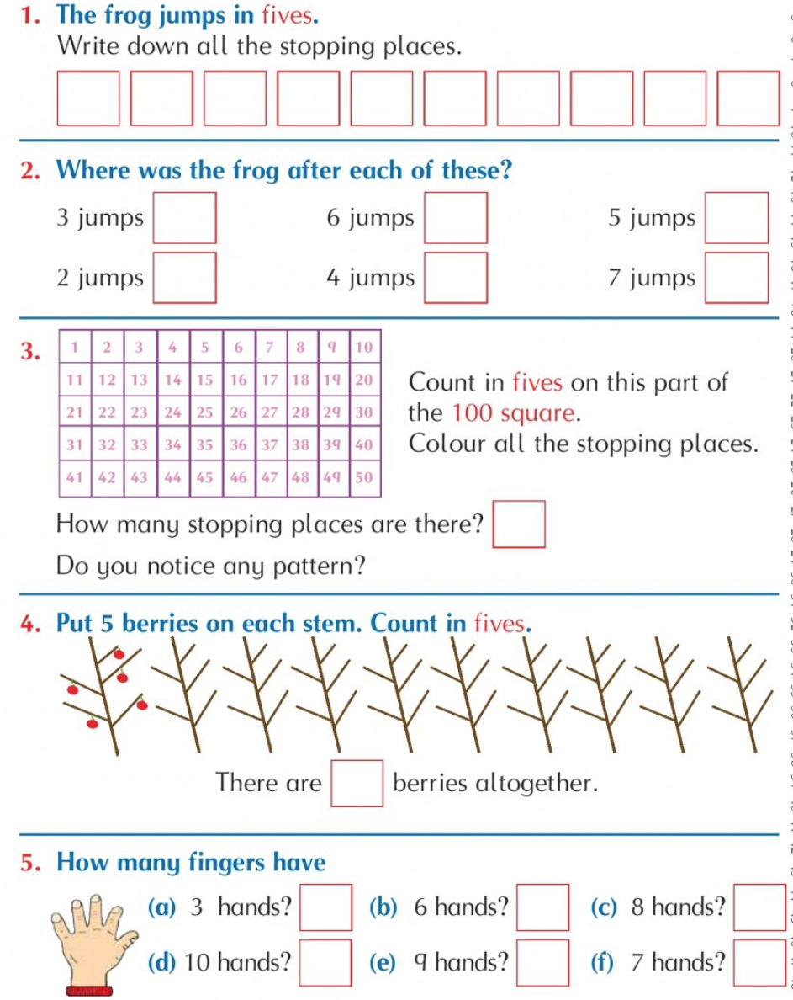 1. The frog jumps in fives.
Write down all the stopping places.
2. Where was the frog after each of these?
3 jumps 6 jumps 5 jumps
2 jumps 4 jumps 7 jumps
3.
1 2 3 4 5 6 7 8 9 10
11 12 13 14 15 16 17 18 19 20
21 22 23 24 25 26 27 28 29 30
31 32 33 34 35 36 37 38 39 40
41 42 43 44 45 46 47 48 49 50
Count in fives on this part of
the 100 square.
Colour all the stopping places.
How many stopping places are there?
Do you notice any pattern?
4. Put 5 berries on each stem. Count in fives.
There are berries altogether.
5. How many fingers have
(a) 3 hands? (b) 6 hands? (c) 8 hands?
(d) 10 hands? (e) 9 hands? (f) 7 hands?